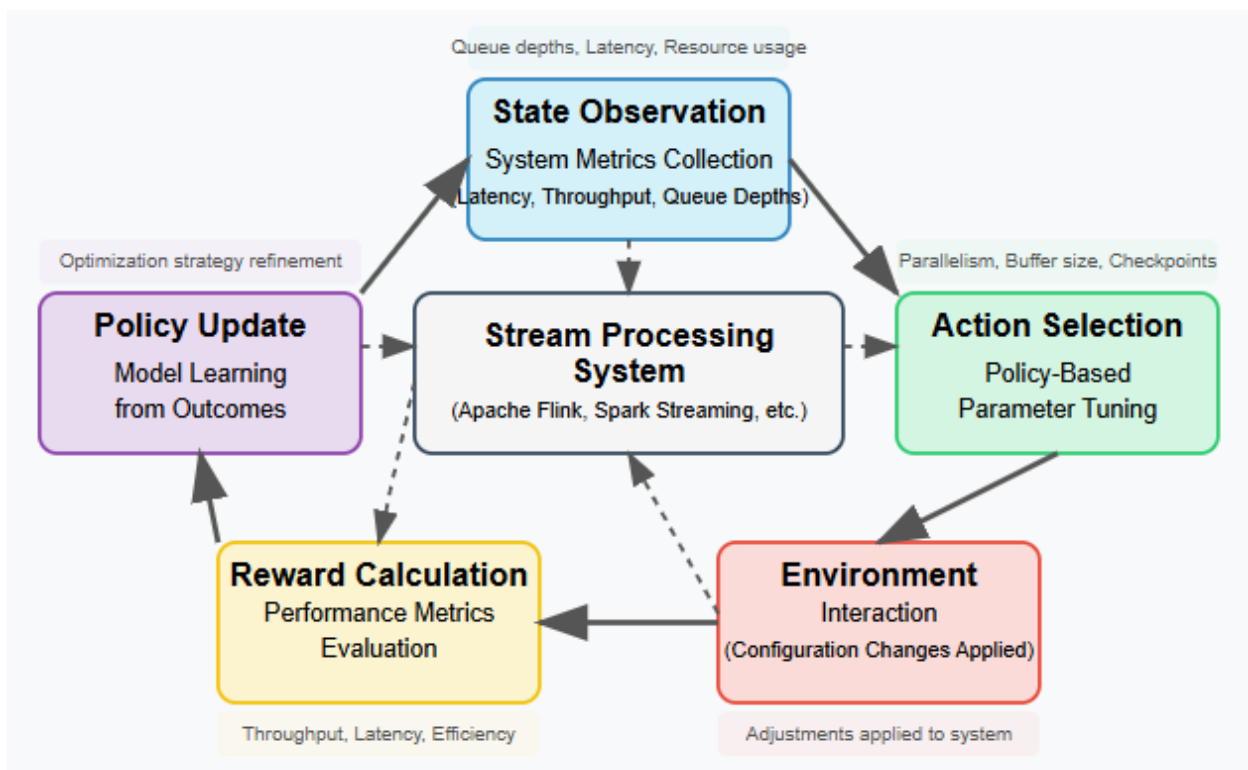 Queue depths, Latency, Resource usage
State Observation
System Metrics Collection
(Latency, Throughput, Queue Depths)
Optimization strategy refinement
Policy Update
Model Learning
from Outcomes
Stream Processing
System
(Apache Flink, Spark Streaming, etc.)
Parallelism, Buffer size, Checkpoints
Action Selection
Policy-Based
Parameter Tuning
Reward Calculation
Performance Metrics
Evaluation
Throughput, Latency, Efficiency
Environment
Interaction
(Configuration Changes Applied)
Adjustments applied to system